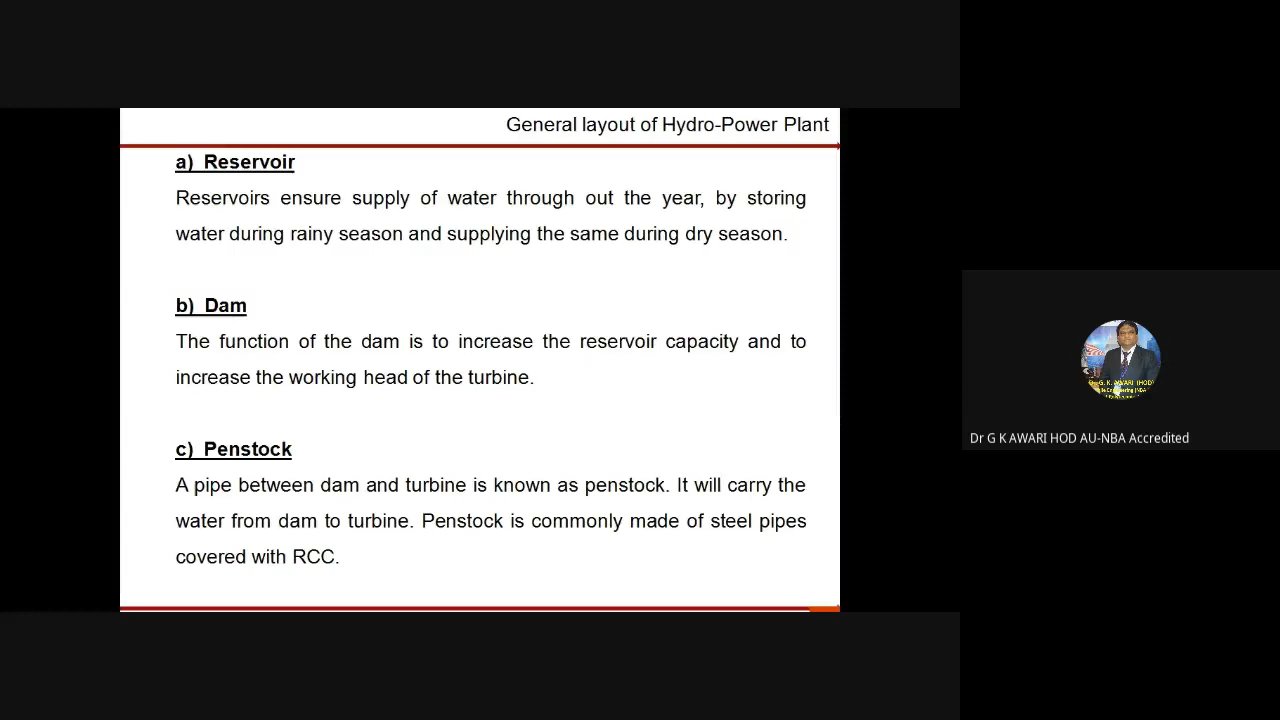 General layout of Hydro-Power Plant
a) Reservoir
Reservoirs ensure supply of water through out the year, by storing
water during rainy season and supplying the same during dry season.
b) Dam
The function of the dam is to increase the reservoir capacity and to
increase the working head of the turbine.
c) Penstock
A pipe between dam and turbine is known as penstock. It will carry the
water from dam to turbine. Penstock is commonly made of steel pipes
covered with RCC.
G. K. AWARI (HOD)
Dr G K AWARI HOD AU-NBA Accredited